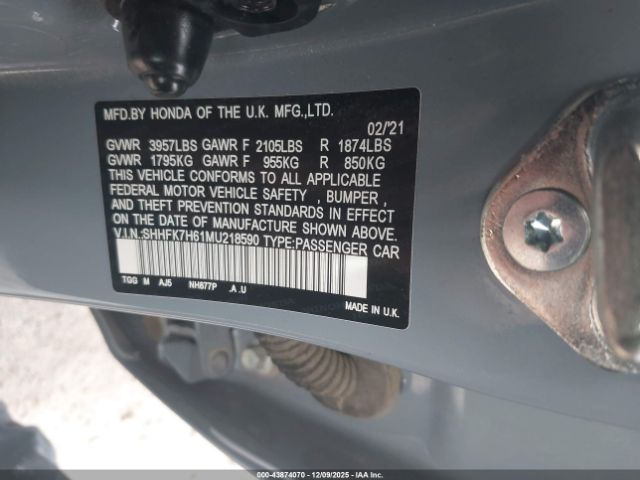 MFD.BY HONDA OF THE U.K. MFG.,LTD.
02/'21
GVWR 3957LBS GAWR F 2105LBS R 1874LBS
GVWR 1795KG GAWR F 955KG R 850KG
THIS VEHICLE CONFORMS TO ALL APPLICABLE
FEDERAL MOTOR VEHICLE SAFETY , BUMPER ,
AND THEFT PREVENTION STANDARDS IN EFFECT
ON THE DATE OF MANUFACTURE SHOWN ABOVE.
V.I.N.:SHHFK7H61MU218590 TYPE:PASSENGER CAR
TGG M AJ5 NH877P .A .U
MADE IN U.K.
000-43874070 - 12/09/2025 - IAA Inc.